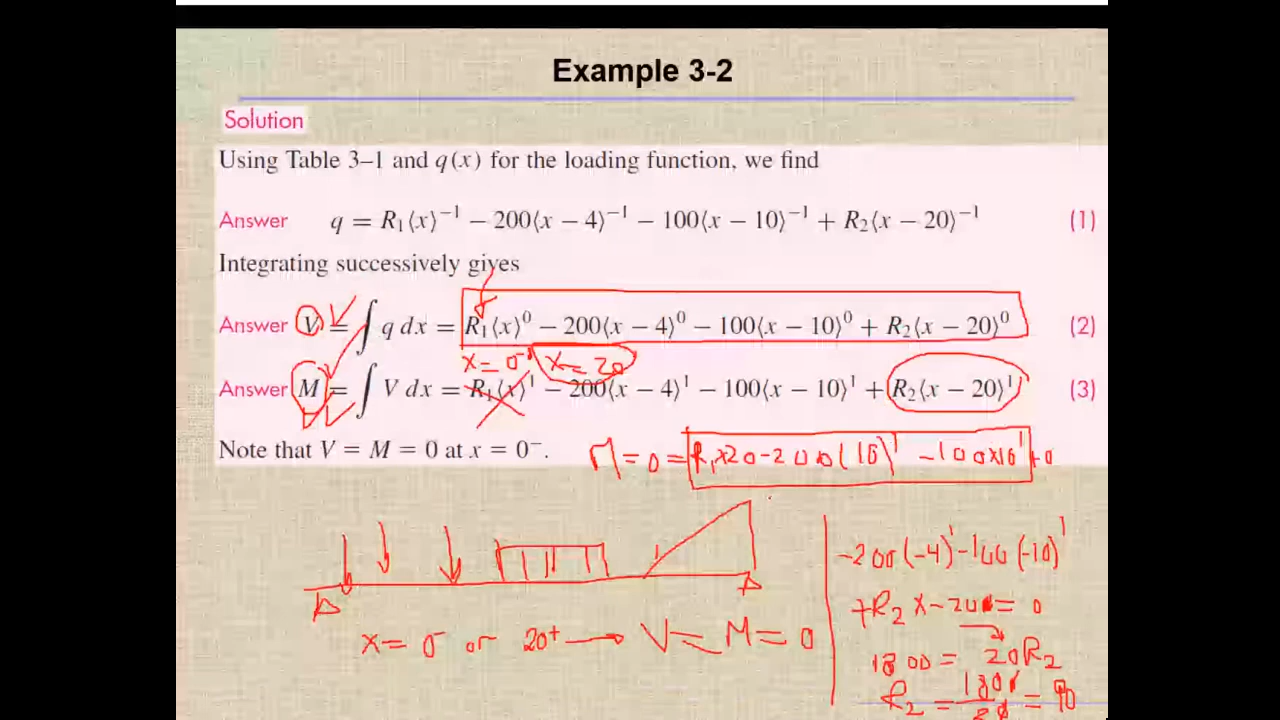 Example 3-2
Solution
Using Table 3–1 and q(x) for the loading function, we find
Answer q = R₁⟨x⟩⁻¹ − 200⟨x − 4⟩⁻¹ − 100⟨x − 10⟩⁻¹ + R₂⟨x − 20⟩⁻¹ (1)
Integrating successively gives
Answer V = ∫ q dx = R₁⟨x⟩⁰ − 200⟨x − 4⟩⁰ − 100⟨x − 10⟩⁰ + R₂⟨x − 20⟩⁰ (2)
x = 0⁻ x = 20
Answer M = ∫ V dx = R₁⟨x⟩¹ − 200⟨x − 4⟩¹ − 100⟨x − 10⟩¹ + R₂⟨x − 20⟩¹ (3)
Note that V = M = 0 at x = 0⁻.
M = 0 = R₁×20 − 200(16)¹ − 100×10¹ + 0
x = 0⁻ or 20⁺ → V = M = 0
−200(−4)¹ − 100(−10)¹
+R₂ × −20 = 0
1800 = 20R₂
R₂ = = 90